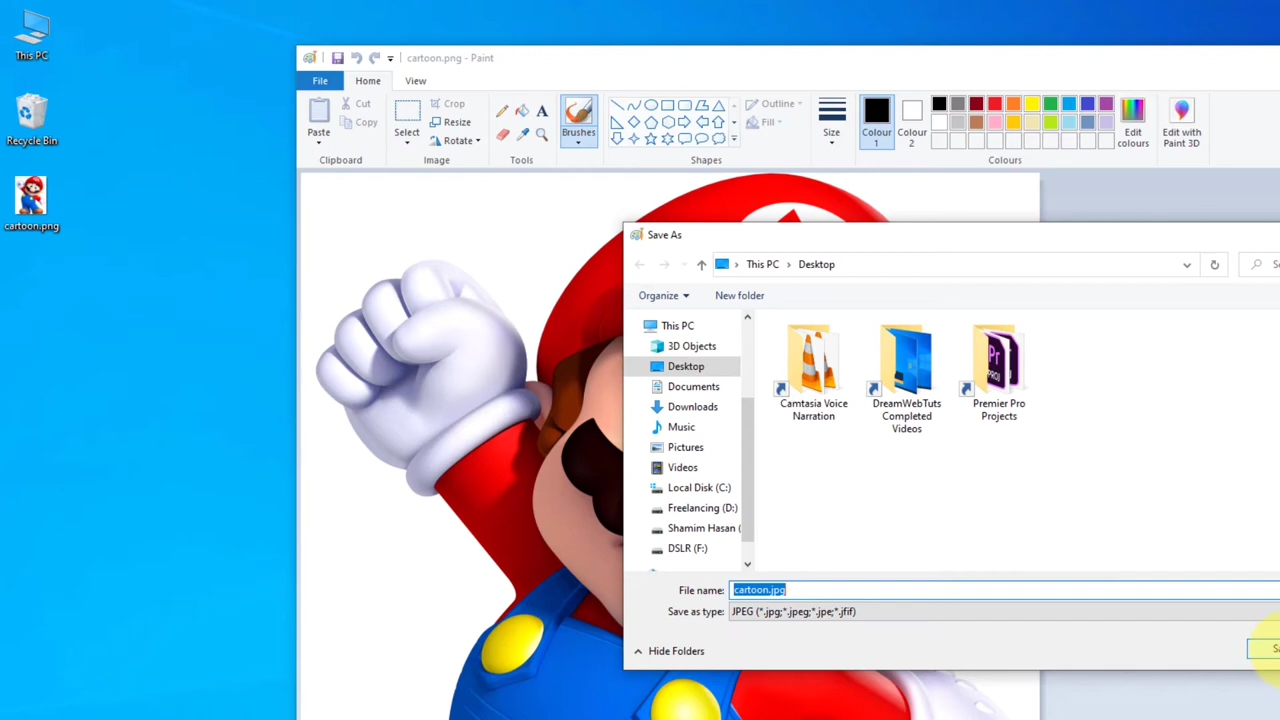 This PC
Recycle Bin
cartoon.png
cartoon.png - Paint
File Home View
Paste
Cut
Copy
Clipboard
Select
Crop
Resize
Rotate
Image
A
Tools
Brushes
Outline
Fill
Shapes
Size
Colour
1
Colour
2
Edit
colours
Edit with
Paint 3D
Colours
Save As
This PC › Desktop
Organize
New folder
This PC
3D Objects
Desktop
Documents
Downloads
Music
Pictures
Videos
Local Disk (C:)
Freelancing (D:)
Shamim Hasan (
DSLR (F:)
Camtasia Voice
Narration
DreamWebTuts
Completed
Videos
Pr
PROJ
Premier Pro
Projects
File name: cartoon.jpg
Save as type: JPEG (*.jpg;*.jpeg;*.jpe;*.jfif)
Hide Folders